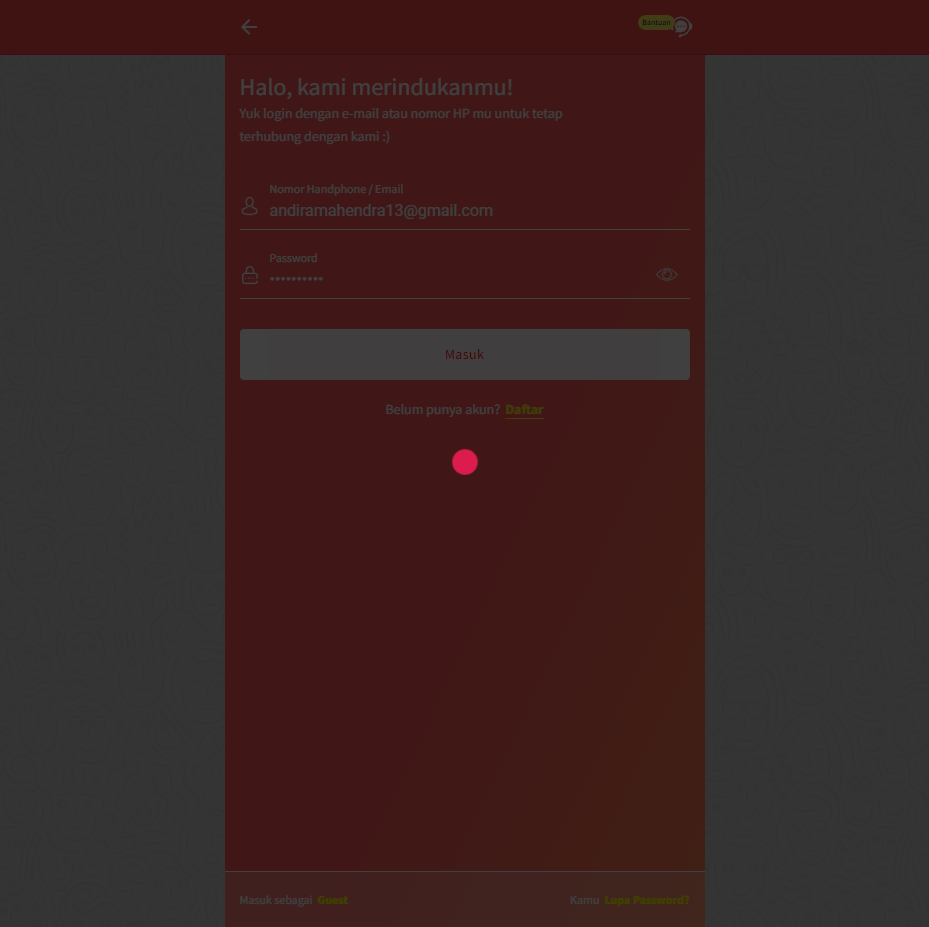 Bantuan
Halo, kami merindukanmu!
Yuk login dengan e-mail atau nomor HP mu untuk tetap
terhubung dengan kami :)
Nomor Handphone / Email
andiramahendra13@gmail.com
Password
••••••••••
Masuk
Belum punya akun? Daftar
Masuk sebagai Guest
Kamu Lupa Password?